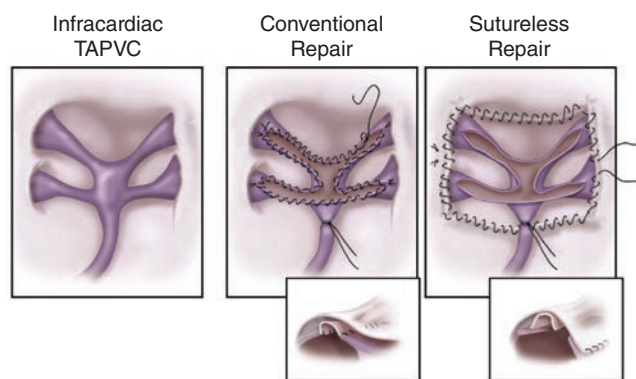 Infracardiac
TAPVC
Conventional
Repair
Sutureless
Repair